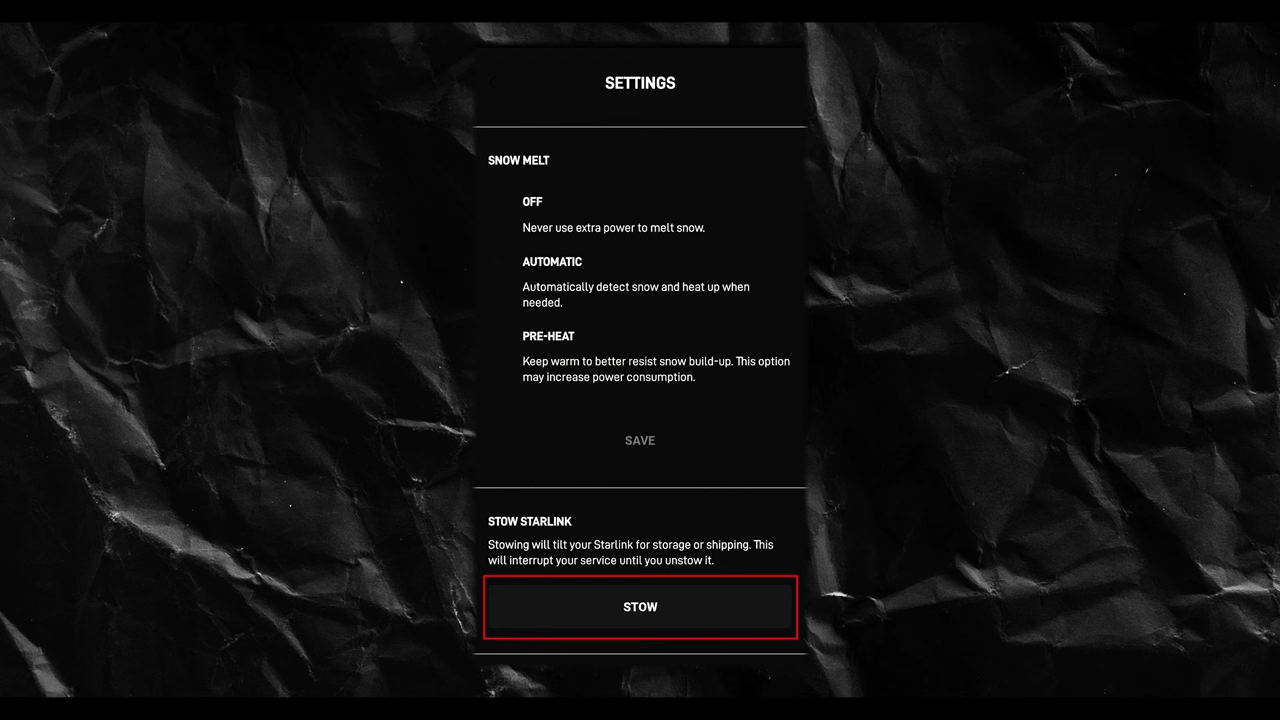 SETTINGS
SNOW MELT
OFF
Never use extra power to melt snow.
AUTOMATIC
Automatically detect snow and heat up when
needed.
PRE-HEAT
Keep warm to better resist snow build-up. This option
may increase power consumption.
SAVE
STOW STARLINK
Stowing will tilt your Starlink for storage or shipping. This
will interrupt your service until you unstow it.
STOW